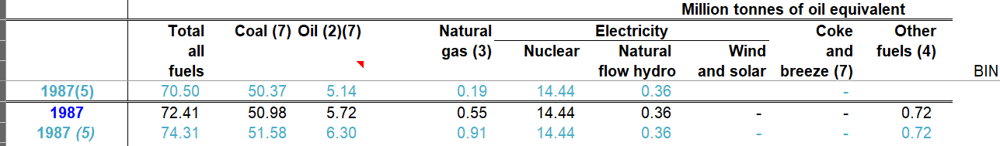 Million tonnes of oil equivalent
Total Coal (7) Oil (2)(7) Natural Electricity Coke Other
all gas (3) Nuclear Natural Wind and fuels (4)
fuels flow hydro and solar breeze (7) BIN
1987(5) 70.50 50.37 5.14 0.19 14.44 0.36 -
1987 72.41 50.98 5.72 0.55 14.44 0.36 - - 0.72
1987 (5) 74.31 51.58 6.30 0.91 14.44 0.36 - - 0.72